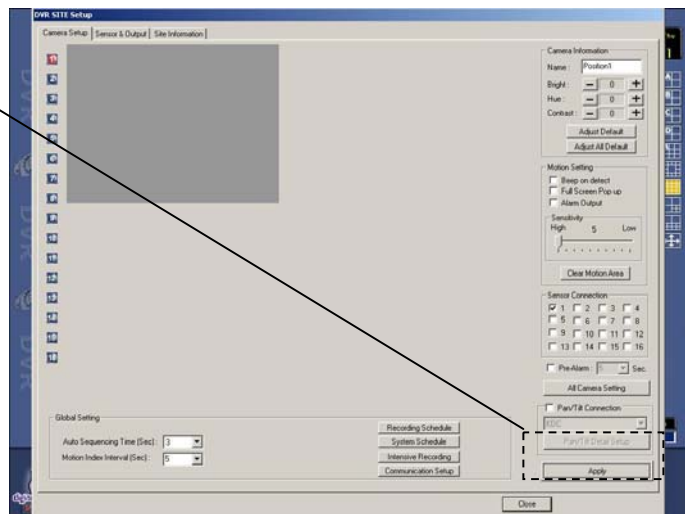 DVR SITE Setup
Camera Setup
Sensor & Output
Site Information
Camera Information
Name : Position1
Bright : 0
Hue : 0
Contrast : 0
Adjust Default
Adjust All Default
Motion Setting
Beep on detect
Full Screen Pop-up
Alarm Output
Sensitivity
High 5 Low
Clear Motion Area
Sensor Connection
1 2 3 4
5 6 7 8
9 10 11 12
13 14 15 16
Pre-Alarm : 5 Sec
All Camera Setting
Pan/Tilt Connection
KDC
Pan/Tilt Detail Setup
Apply
Global Setting
Auto Sequencing Time (Sec) : 3
Motion Index Interval (Sec) : 5
Recording Schedule
System Schedule
Intensive Recording
Communication Setup
Close
DVR
DVR
DVR